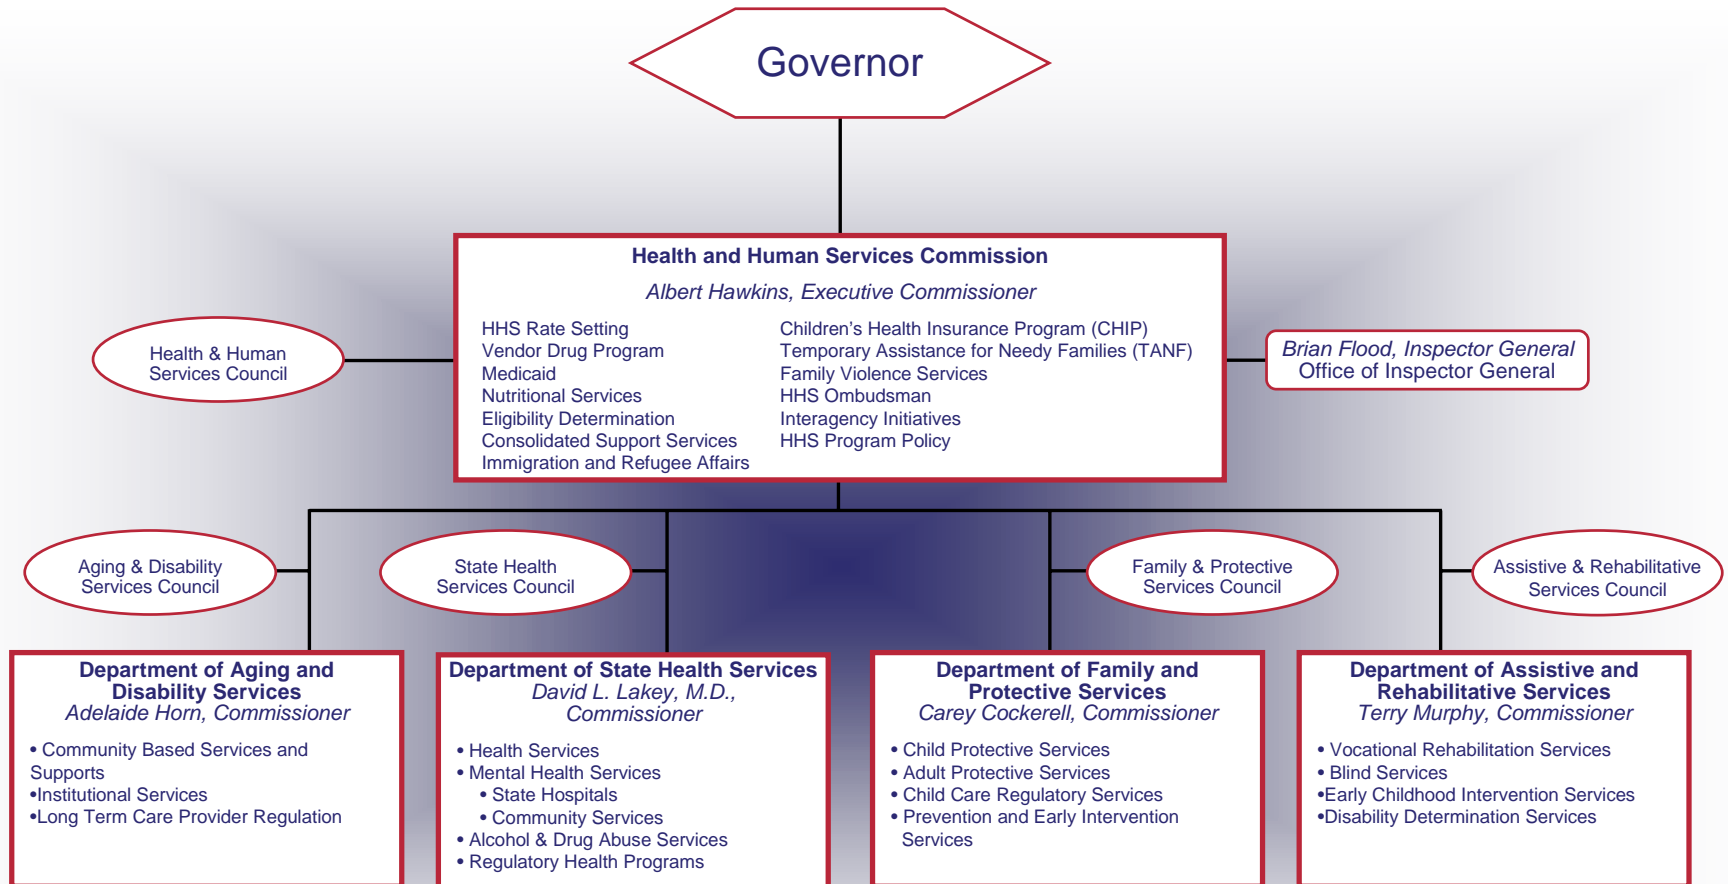 Governor
Health and Human Services Commission
Albert Hawkins, Executive Commissioner
HHS Rate Setting
Vendor Drug Program
Medicaid
Nutritional Services
Eligibility Determination
Consolidated Support Services
Immigration and Refugee Affairs
Children’s Health Insurance Program (CHIP)
Temporary Assistance for Needy Families (TANF)
Family Violence Services
HHS Ombudsman
Interagency Initiatives
HHS Program Policy
Health & Human
Services Council
Brian Flood, Inspector General
Office of Inspector General
Aging & Disability
Services Council
State Health
Services Council
Family & Protective
Services Council
Assistive & Rehabilitative
Services Council
Department of Aging and
Disability Services
Adelaide Horn, Commissioner
• Community Based Services and
Supports
•Institutional Services
•Long Term Care Provider Regulation
Department of State Health Services
David L. Lakey, M.D.,
Commissioner
• Health Services
• Mental Health Services
• State Hospitals
• Community Services
• Alcohol & Drug Abuse Services
• Regulatory Health Programs
Department of Family and
Protective Services
Carey Cockerell, Commissioner
• Child Protective Services
• Adult Protective Services
• Child Care Regulatory Services
• Prevention and Early Intervention
Services
Department of Assistive and
Rehabilitative Services
Terry Murphy, Commissioner
• Vocational Rehabilitation Services
• Blind Services
•Early Childhood Intervention Services
•Disability Determination Services